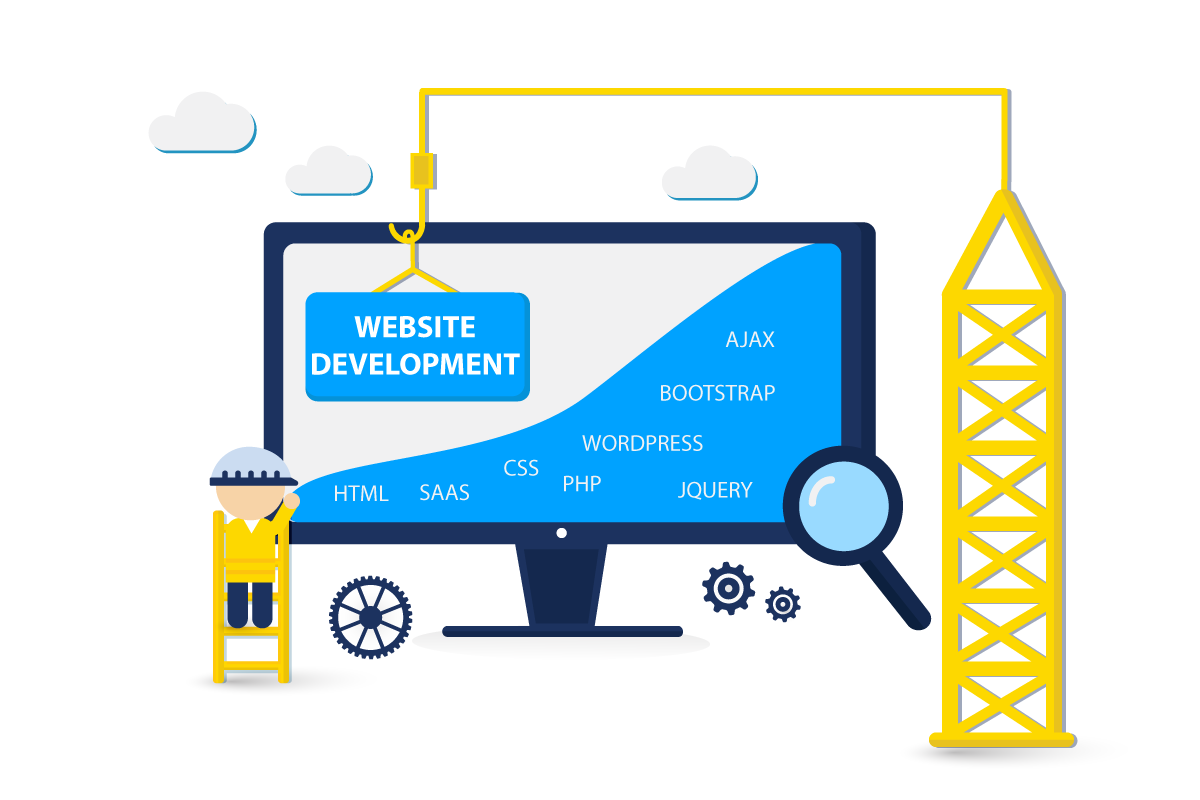 WEBSITE
DEVELOPMENT
AJAX
BOOTSTRAP
WORDPRESS
CSS
PHP
JQUERY
HTML
SAAS